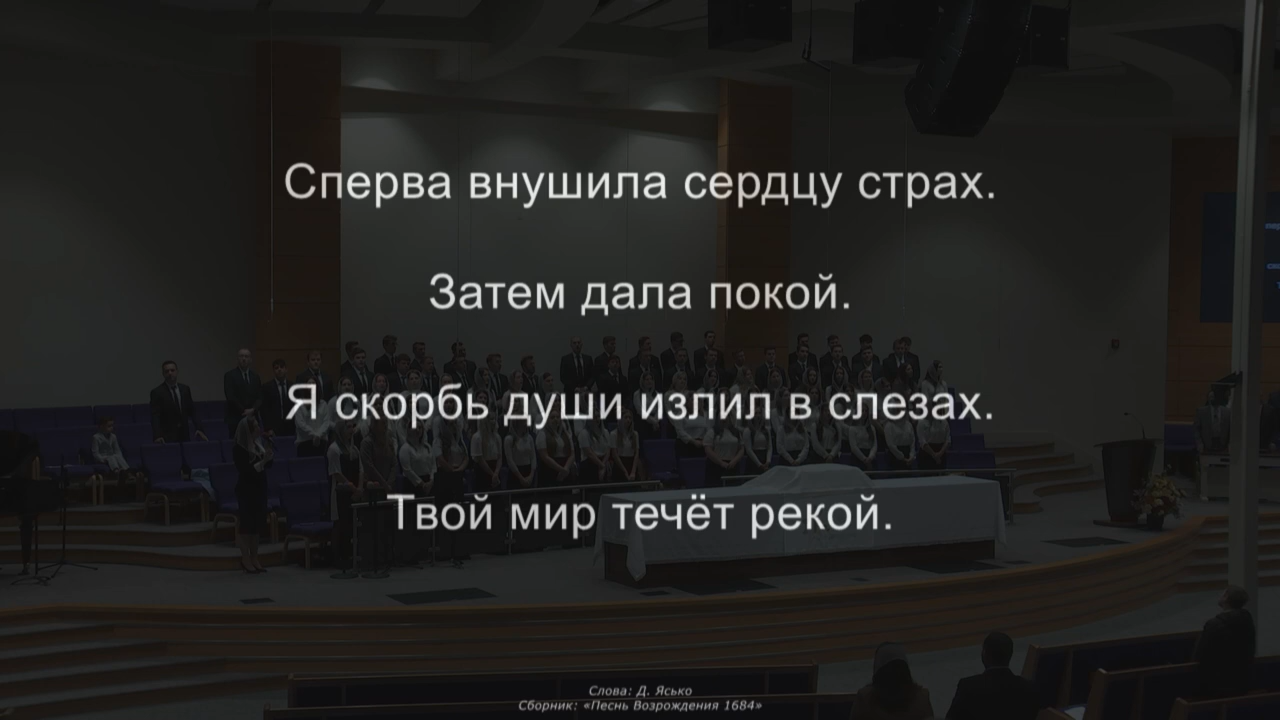 Сперва внушила сердцу страх.
Затем дала покой.
Я скорбь души излил в слезах.
Твой мир течёт рекой.
Слова: Д. Ясько
Сборник: «Песнь Возрождения 1684»